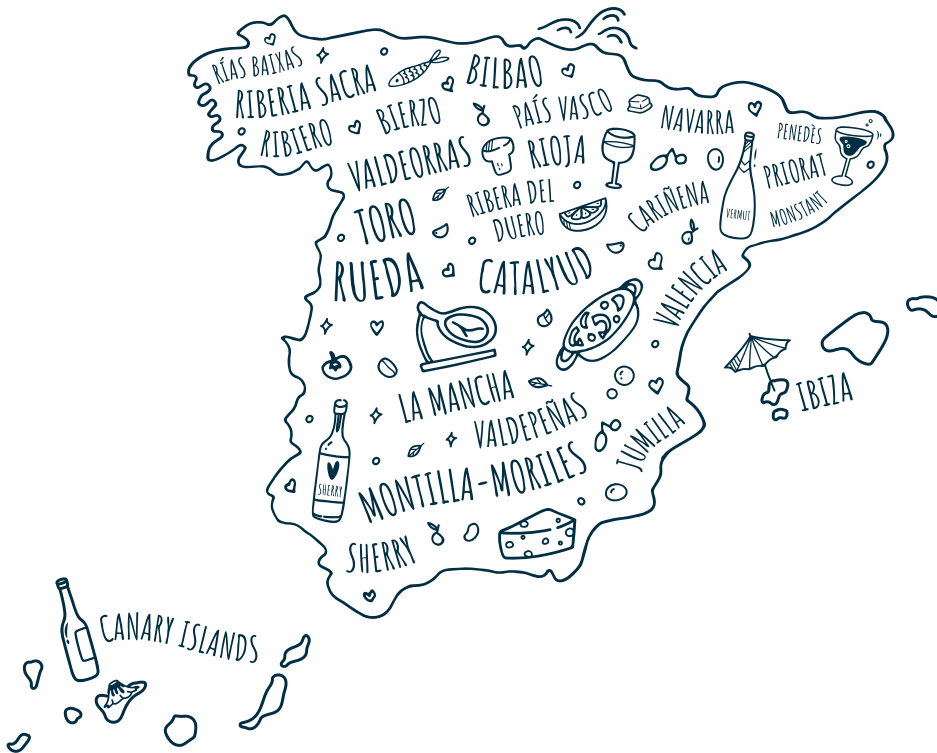 RÍAS BAIXAS
RIBERIA SACRA
BILBAO
RIBIERO
BIERZO
PAÍS VASCO
NAVARRA
PENEDÈS
VALDEORRAS
RIOJA
PRIORAT
TORO
RIBERA DEL
DUERO
CARIÑENA
VERMUT
MONSTANT
RUEDA
CATALYUD
VALENCIA
LA MANCHA
IBIZA
VALDEPEÑAS
JUMILLA
SHERRY
MONTILLA-MORILES
SHERRY
CANARY ISLANDS